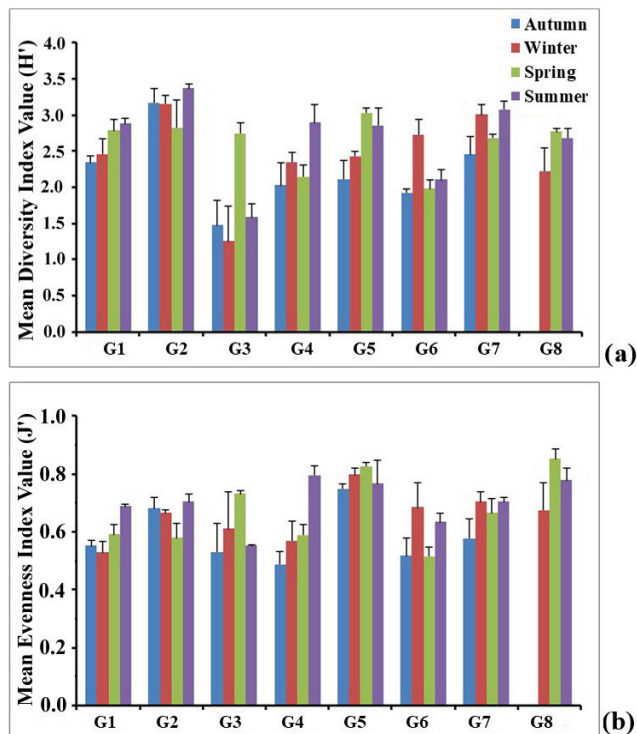 Mean Diversity Index Value (H')
4.0
3.5
3.0
2.5
2.0
1.5
1.0
0.5
0.0
Autumn
Winter
Spring
Summer
G1 G2 G3 G4 G5 G6 G7 G8
(a)
Mean Evenness Index Value (J')
1.0
0.8
0.6
0.4
0.2
0.0
G1 G2 G3 G4 G5 G6 G7 G8
(b)